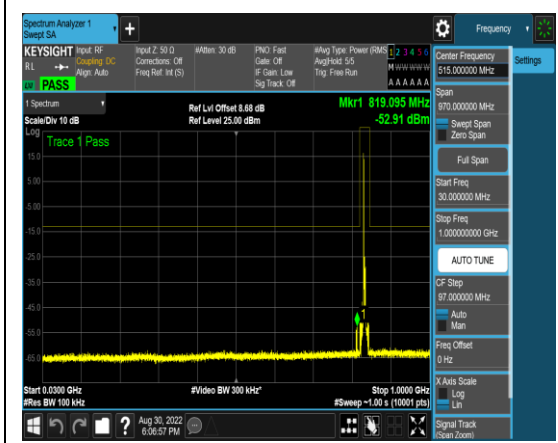 Spectrum Analyzer 1
Swept SA
Frequency
KEYSIGHT
RL
PASS
Input: RF
Coupling: DC
Align: Auto
Input Z: 50 Ω
Corrections: Off
Freq Ref: Int (S)
#Atten: 30 dB
PNO: Fast
Gate: Off
IF Gain: Low
Sig Track: Off
#Avg Type: Power (RMS
Avg|Hold: 5/5
Trig: Free Run
1 2 3 4 5 6
M W W W W W
A A A A A A
Center Frequency
515.000000 MHz
Settings
Span
970.000000 MHz
Swept Span
Zero Span
Full Span
Start Freq
30.000000 MHz
Stop Freq
1.000000000 GHz
AUTO TUNE
CF Step
97.000000 MHz
Auto
Man
Freq Offset
0 Hz
X Axis Scale
Log
Lin
Signal Track
(Span Zoom)
1 Spectrum
Scale/Div 10 dB
Log
Ref Lvl Offset 8.68 dB
Ref Level 25.00 dBm
Mkr1 819.095 MHz
-52.91 dBm
Trace 1 Pass
15.0
5.00
-5.00
-15.0
-25.0
-35.0
-45.0
-55.0
-65.0
1
Start 0.0300 GHz
#Res BW 100 kHz
#Video BW 300 kHz*
Stop 1.0000 GHz
#Sweep ~1.00 s (10001 pts)
?
Aug 30, 2022
6:06:57 PM